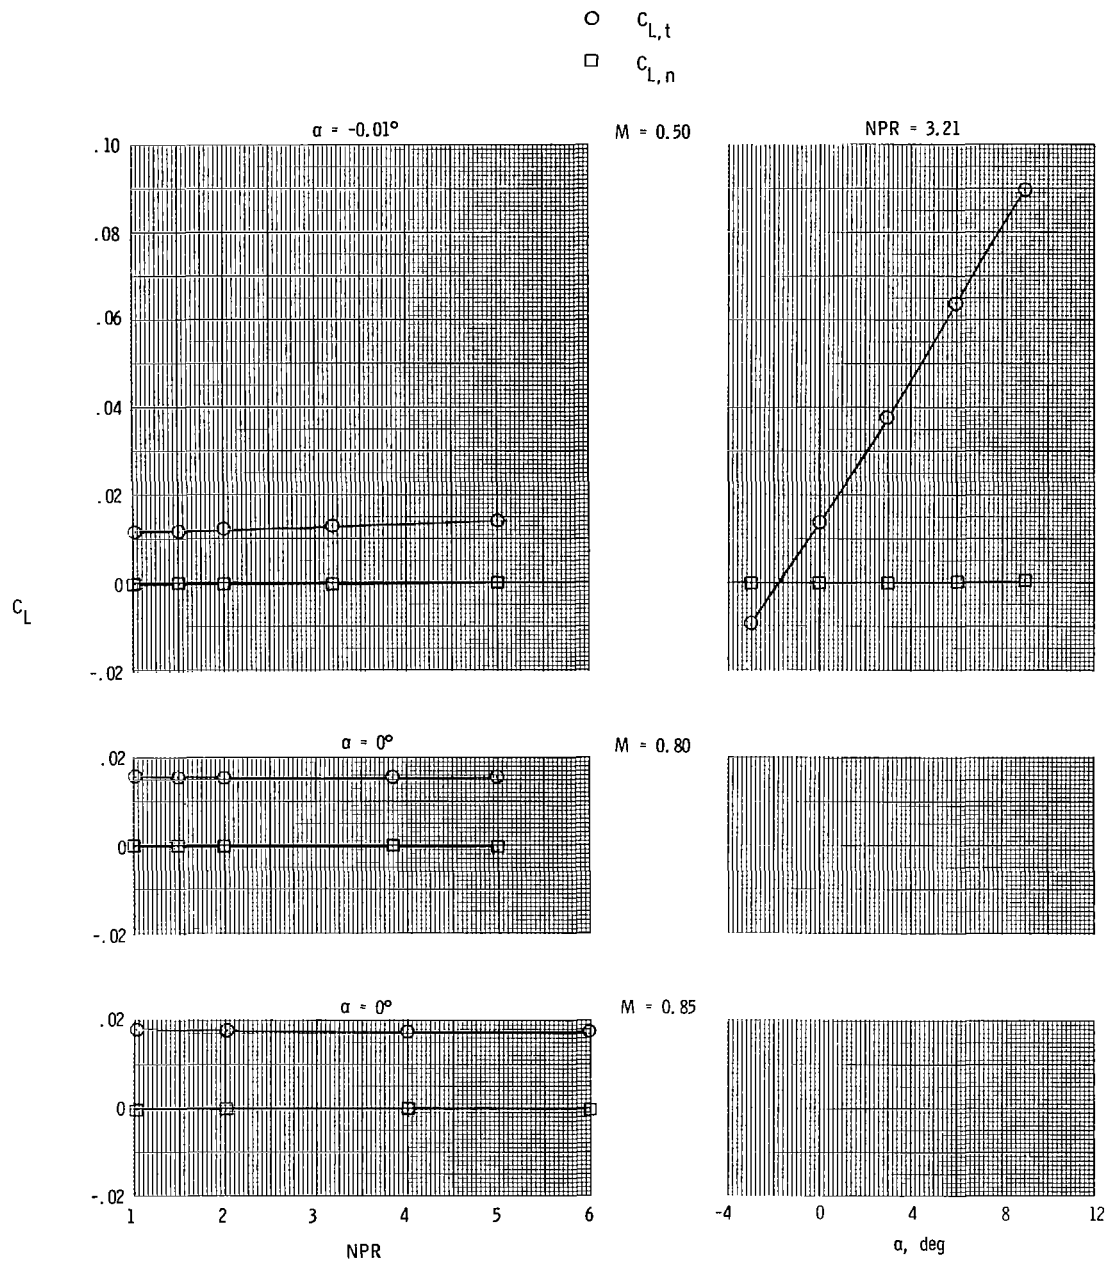 C_L,t
C_L,n
α = -0.01° M = 0.50 NPR = 3.21
.10
.08
.06
.04
.02
0
C_L
-.02
α = 0° M = 0.80
.02
0
-.02
α = 0° M = 0.85
.02
0
-.02
1 2 3 4 5 6 -4 0 4 8 12
NPR α, deg